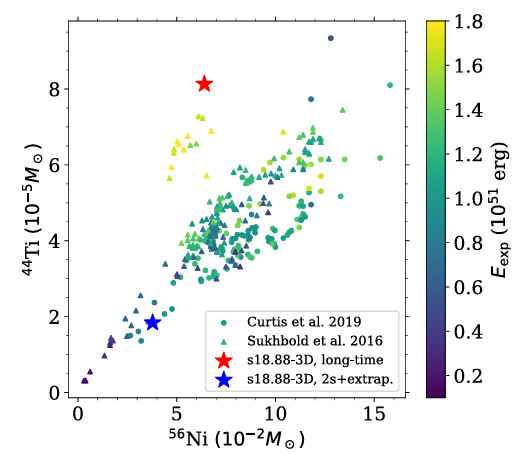 8
6
4
2
0
0
5
10
15
⁴⁴Ti (10⁻⁵M⊙)
⁵⁶Ni (10⁻²M⊙)
Curtis et al. 2019
Sukhbold et al. 2016
s18.88-3D, long-time
s18.88-3D, 2s+extrap.
1.8
1.6
1.4
1.2
1.0
0.8
0.6
0.4
0.2
E_exp (10⁵¹ erg)